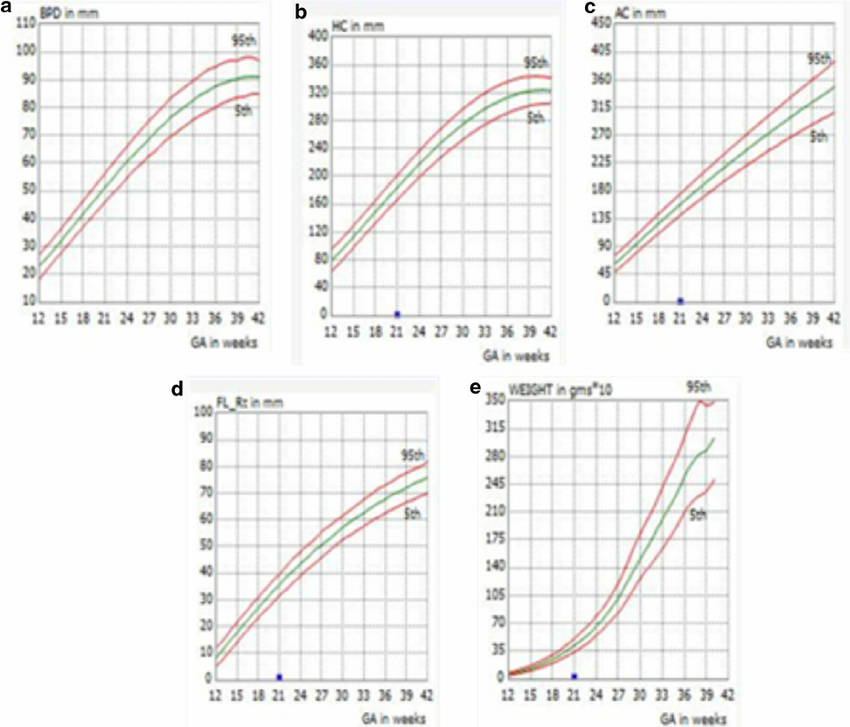 a
BPD in mm
110
100
90
80
70
60
50
40
30
20
10
95th
5th
12 15 18 21 24 27 30 33 36 39 42
GA in weeks
b
HC in mm
400
360
320
280
240
200
160
120
80
40
0
95th
5th
12 15 18 21 24 27 30 33 36 39 42
GA in weeks
c
AC in mm
450
405
360
315
270
225
180
135
90
45
0
95th
5th
12 15 18 21 24 27 30 33 36 39 42
GA in weeks
d
FL_Rt in mm
100
90
80
70
60
50
40
30
20
10
0
95th
5th
12 15 18 21 24 27 30 33 36 39 42
GA in weeks
e
WEIGHT in gms*10
350
315
280
245
210
175
140
105
70
35
0
95th
5th
12 15 18 21 24 27 30 33 36 39 42
GA in weeks